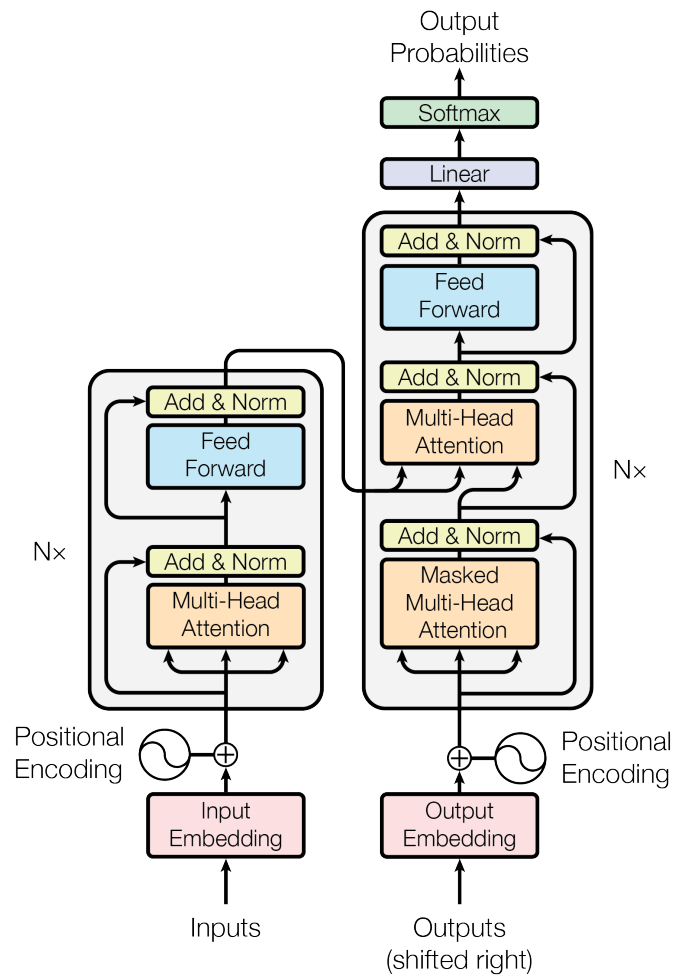 Output
Probabilities
Softmax
Linear
Add & Norm
Feed
Forward
Add & Norm
Multi-Head
Attention
N×
Add & Norm
Masked
Multi-Head
Attention
Add & Norm
Feed
Forward
N×
Add & Norm
Multi-Head
Attention
Positional
Encoding
Positional
Encoding
Input
Embedding
Output
Embedding
Inputs
Outputs
(shifted right)